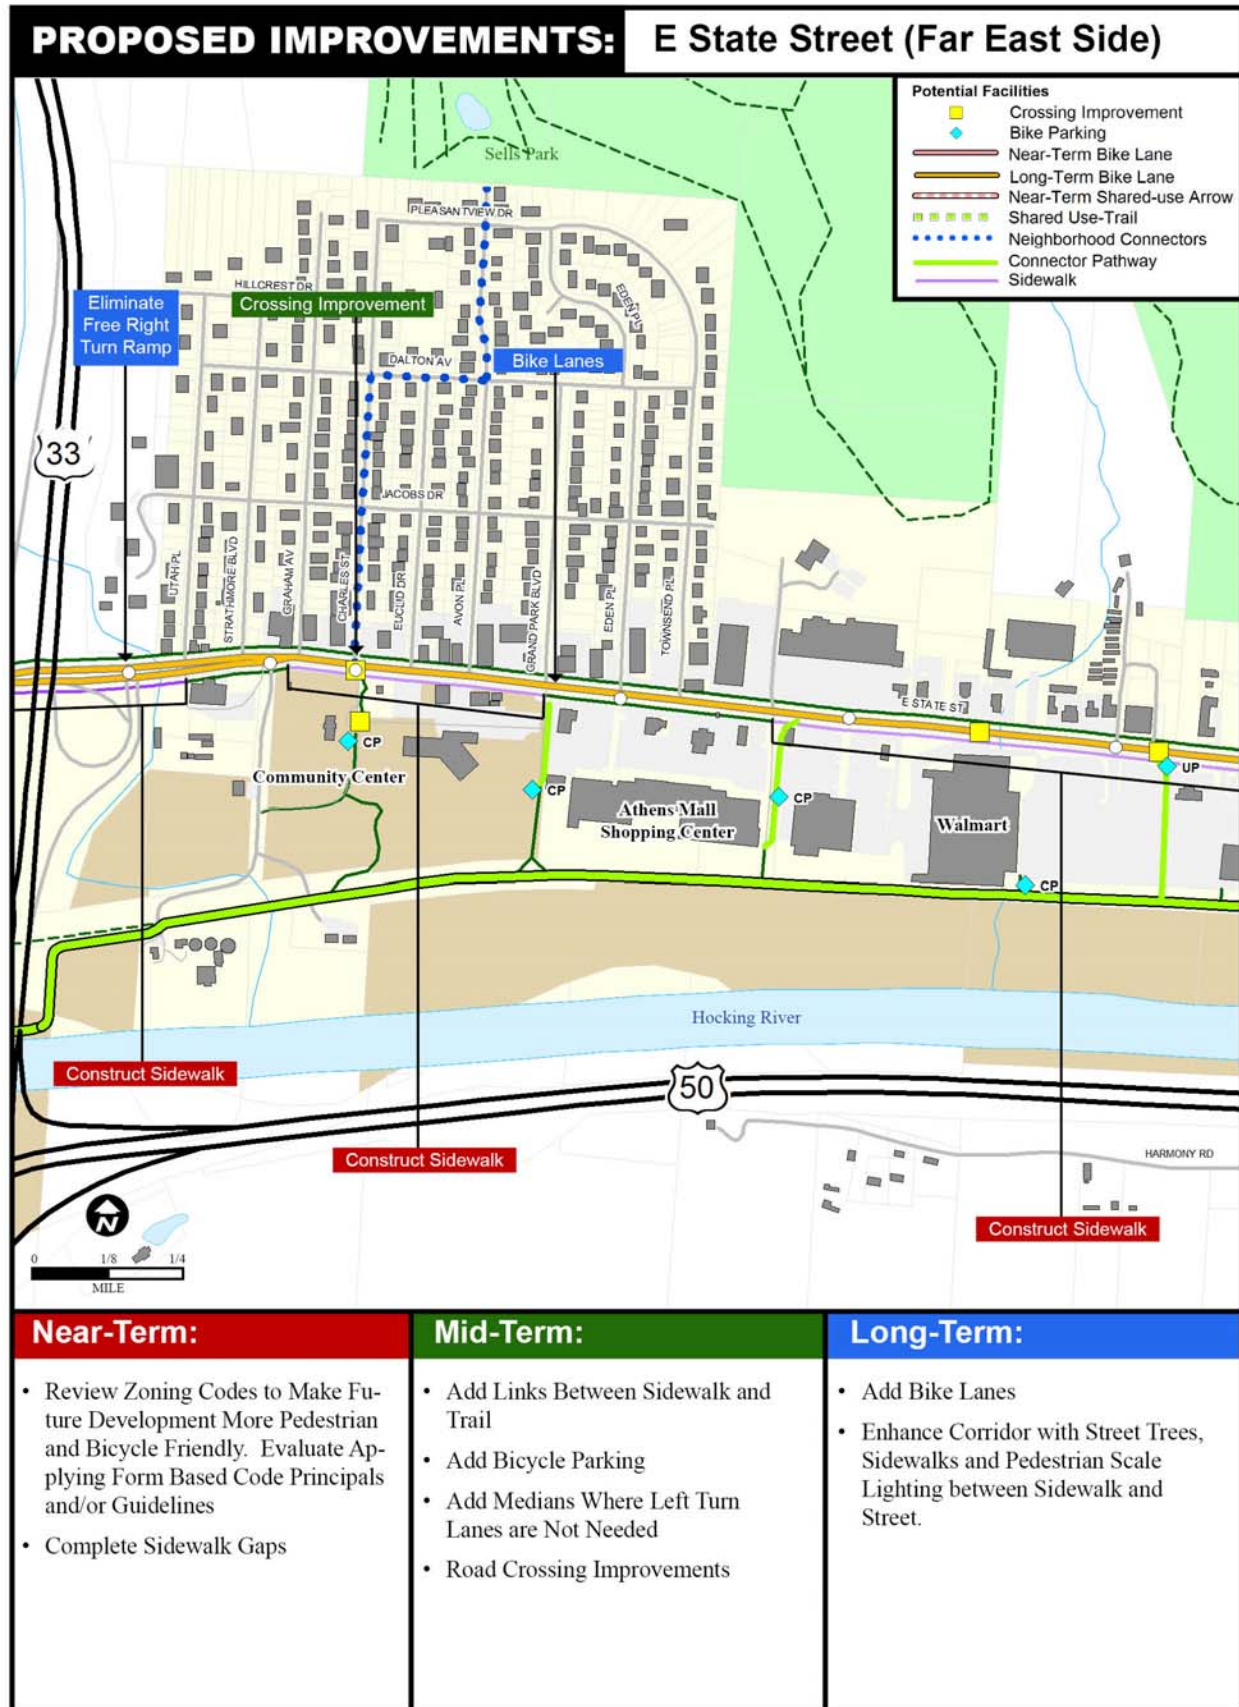 PROPOSED IMPROVEMENTS: E State Street (Far East Side)
Potential Facilities
Crossing Improvement
Bike Parking
Near-Term Bike Lane
Long-Term Bike Lane
Near-Term Shared-use Arrow
Shared Use-Trail
Neighborhood Connectors
Connector Pathway
Sidewalk
Sells Park
PLEASANTVIEW DR
HILLCREST DR
EDEN PL
Eliminate
Free Right
Turn Ramp
Crossing Improvement
DALTON AV
Bike Lanes
33
JACOBS DR
UTAH PL
STRATHMORE BLVD
GRAHAM AV
CHARLES ST
EUCLID DR
AVON PL
GRAND PARK BLVD
EDEN PL
TOWNSEND PL
E STATE ST
CP
Community Center
CP
Athens Mall
Shopping Center
CP
Walmart
UP
CP
Hocking River
Construct Sidewalk
50
Construct Sidewalk
HARMONY RD
Construct Sidewalk
N
0 1/8 1/4
MILE
Near-Term:
• Review Zoning Codes to Make Fu-
ture Development More Pedestrian
and Bicycle Friendly. Evaluate Ap-
plying Form Based Code Principals
and/or Guidelines
• Complete Sidewalk Gaps
Mid-Term:
• Add Links Between Sidewalk and
Trail
• Add Bicycle Parking
• Add Medians Where Left Turn
Lanes are Not Needed
• Road Crossing Improvements
Long-Term:
• Add Bike Lanes
• Enhance Corridor with Street Trees,
Sidewalks and Pedestrian Scale
Lighting between Sidewalk and
Street.